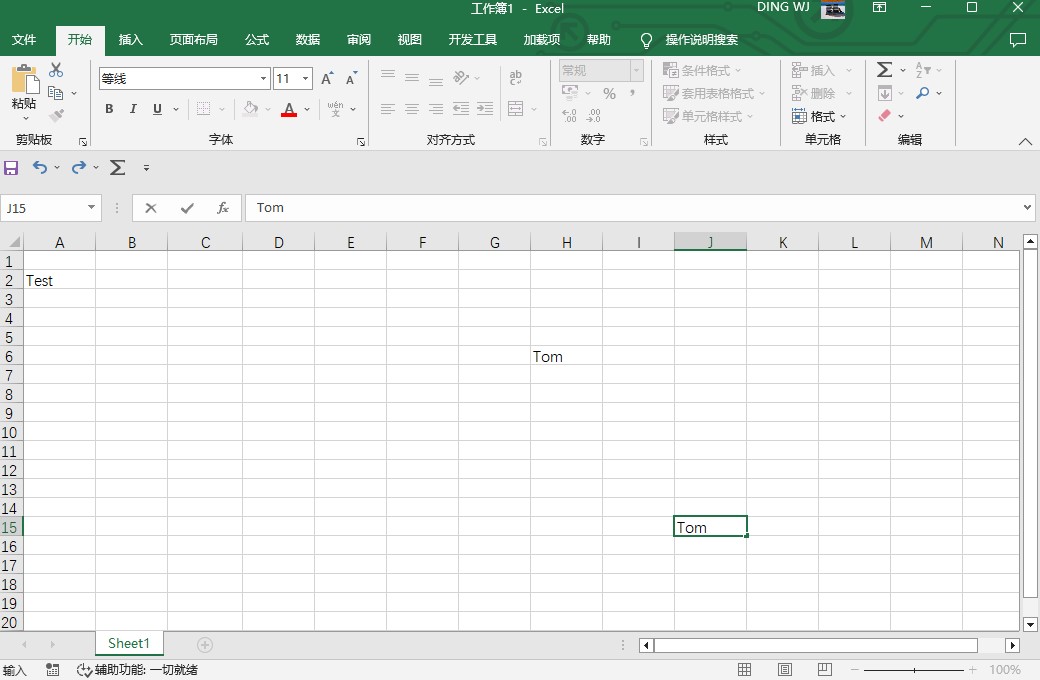 工作簿1 - Excel
DING WJ
文件 开始 插入 页面布局 公式 数据 审阅 视图 开发工具 加载项 帮助 操作说明搜索
粘贴
剪贴板
等线 11 A A
B I U A wén 文
字体
ab c
对齐方式
常规
% ,
.00 .00
数字
条件格式
套用表格格式
单元格样式
样式
插入
删除
格式
单元格
Σ A Z
编辑
Σ
J15 fx Tom
A B C D E F G H I J K L M N
1
2 Test
3
4
5
6 Tom
7
8
9
10
11
12
13
14
15 Tom
16
17
18
19
20
Sheet1
输入 辅助功能: 一切就绪 100%